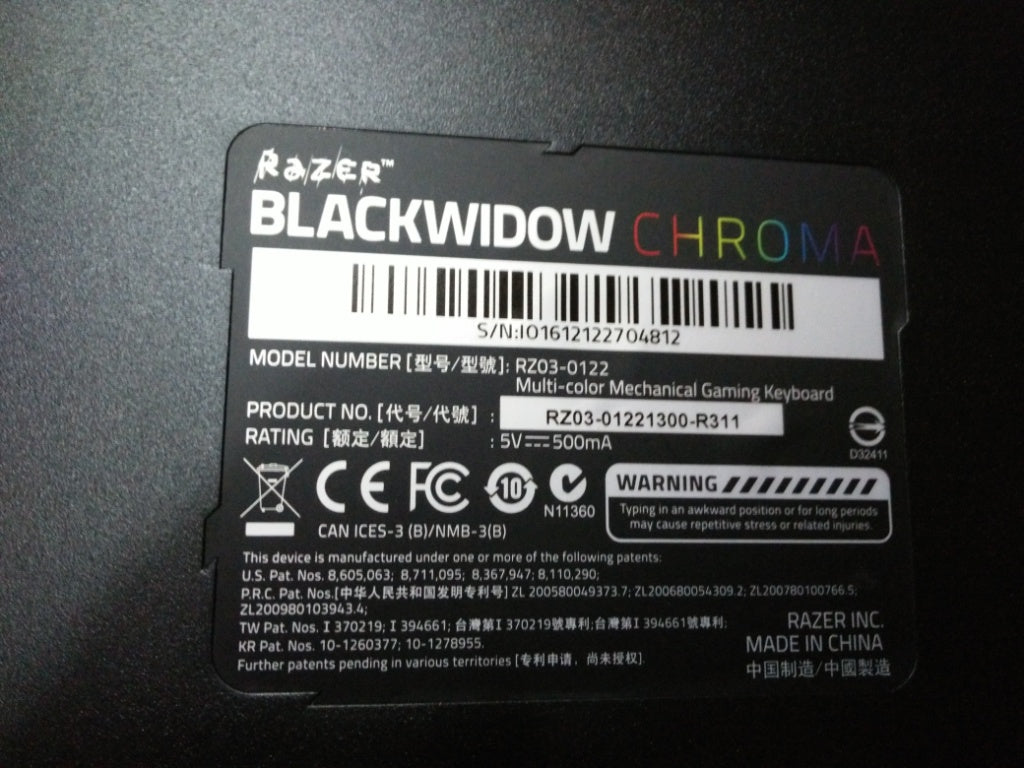 RAZER™
BLACKWIDOW CHROMA
S/N:IO1612122704812
MODEL NUMBER [型号/型號]: RZ03-0122
Multi-color Mechanical Gaming Keyboard
PRODUCT NO. [代号/代號] : RZ03-01221300-R311
RATING [额定/額定] : 5V⎓500mA
D32411
CE FC 10 N11360
CAN ICES-3 (B)/NMB-3(B)
WARNING
Typing in an awkward position or for long periods
may cause repetitive stress or related injuries.
This device is manufactured under one or more of the following patents:
U.S. Pat. Nos. 8,605,063; 8,711,095; 8,367,947; 8,110,290;
P.R.C. Pat. Nos.[中华人民共和国发明专利号] ZL 200580049373.7; ZL200680054309.2; ZL200780100766.5;
ZL200980103943.4;
TW Pat. Nos. I 370219; I 394661; 台灣第I 370219號專利;台灣第I 394661號專利;
KR Pat. Nos. 10-1260377; 10-1278955.
Further patents pending in various territories [专利申请，尚未授权].
RAZER INC.
MADE IN CHINA
中国制造/中國製造